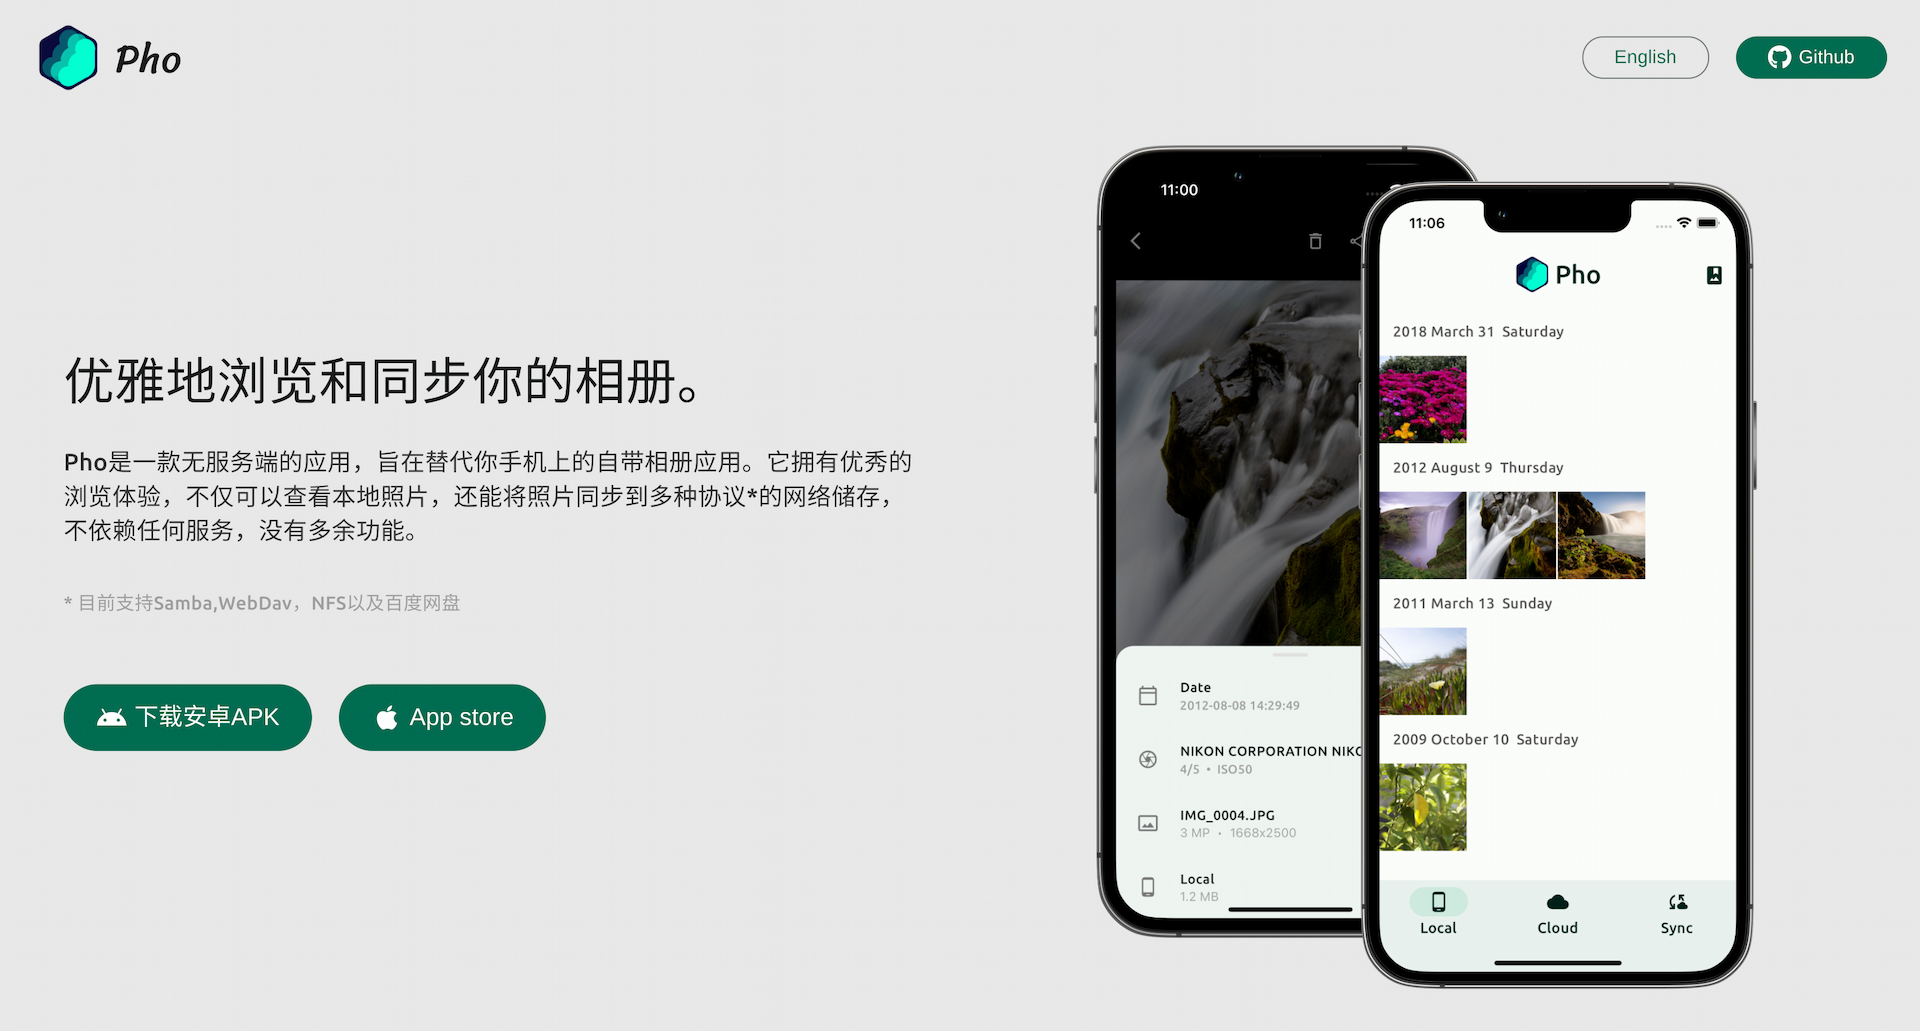 Pho
English
Github
优雅地浏览和同步你的相册。
Pho是一款无服务端的应用，旨在替代你手机上的自带相册应用。它拥有优秀的
浏览体验，不仅可以查看本地照片，还能将照片同步到多种协议*的网络储存，
不依赖任何服务，没有多余功能。
* 目前支持Samba,WebDav，NFS以及百度网盘
下载安卓APK
App store
11:00
Date
2012-08-08 14:29:49
NIKON CORPORATION NIKO
4/5 • ISO50
IMG_0004.JPG
3 MP • 1668x2500
Local
1.2 MB
11:06
Pho
2018 March 31 Saturday
2012 August 9 Thursday
2011 March 13 Sunday
2009 October 10 Saturday
Local
Cloud
Sync